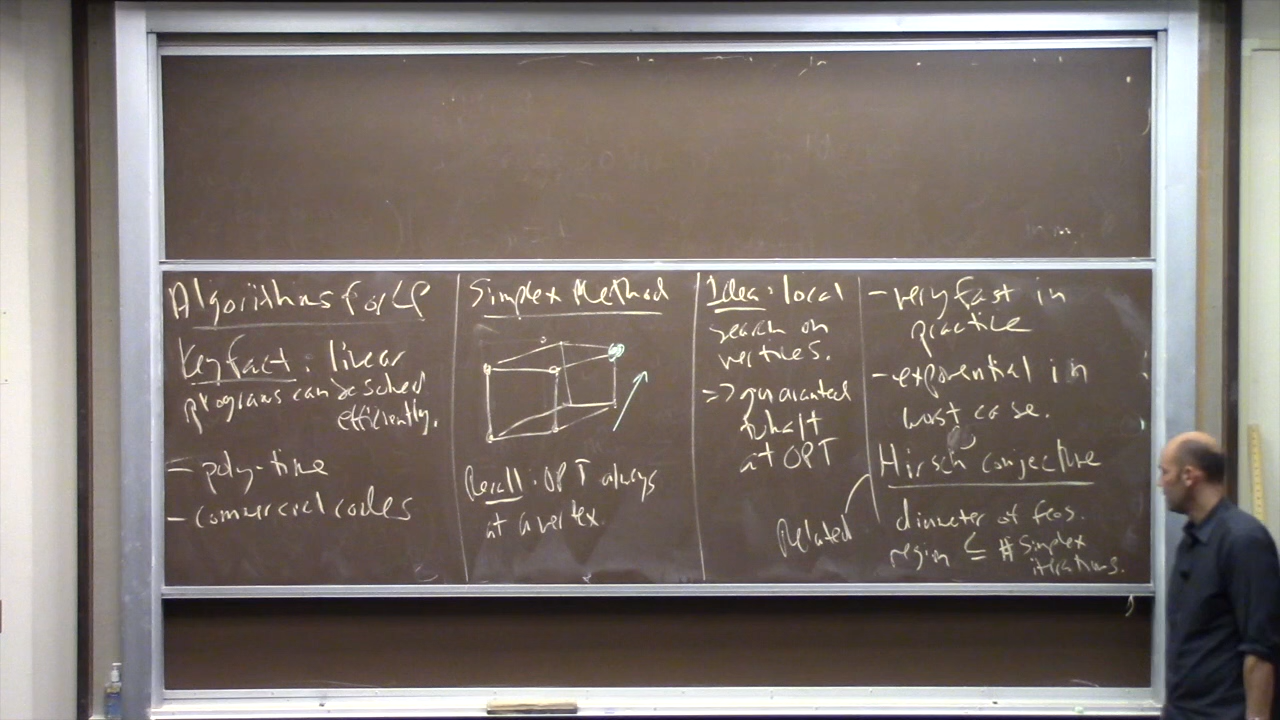 Algorithms for LP
Key fact: linear
programs can be solved
efficiently.
- poly-time
- commercial codes
Simplex Method
Recall: OPT always
at a vertex.
Idea: local
search on
vertices.
=> guaranteed
to halt
at OPT
- very fast in
practice
- exponential in
worst case.
Hirsch conjecture
Related
diameter of feas.
region ≤ # simplex
iterations.